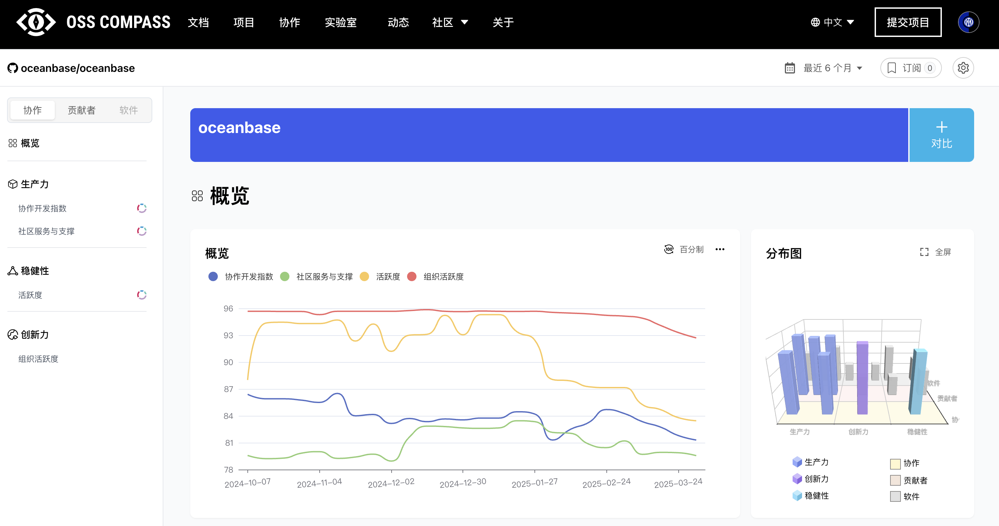 OSS COMPASS 文档 项目 协作 实验室 动态 社区 关于 中文 提交项目
oceanbase/oceanbase 最近 6 个月 订阅 0
协作 贡献者 软件
概览
生产力
协作开发指数
社区服务与支撑
稳健性
活跃度
创新力
组织活跃度
oceanbase
对比
概览
概览
100 百分制
协作开发指数 社区服务与支撑 活跃度 组织活跃度
96
93
90
87
84
81
78
2024-10-07 2024-11-04 2024-12-02 2024-12-30 2025-01-27 2025-02-24 2025-03-24
分布图 全屏
软件
贡献者
协
生产力 创新力 稳健性
生产力
创新力
稳健性
协作
贡献者
软件